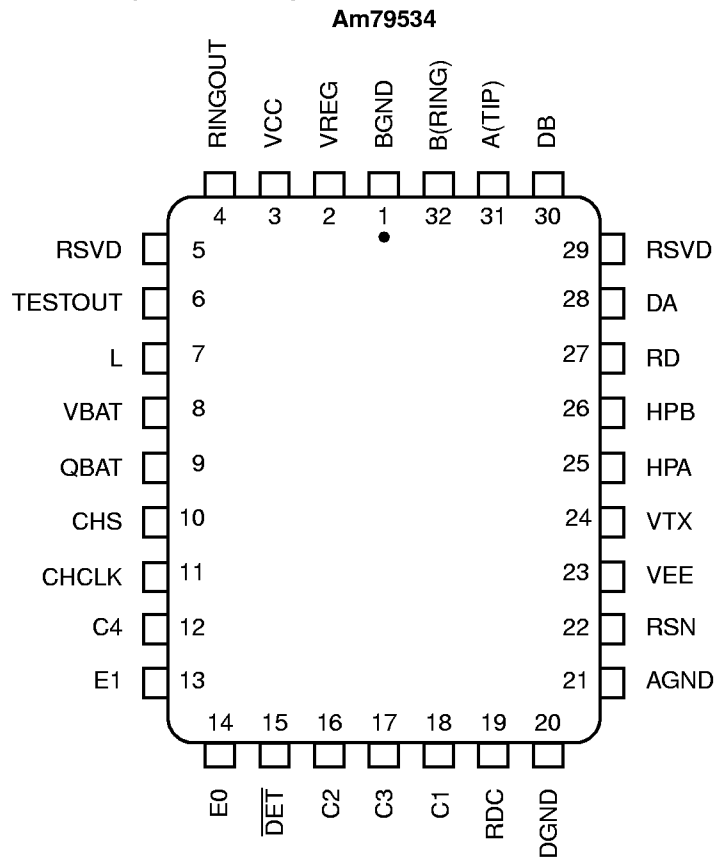 Am79534
RINGOUT
VCC
VREG
BGND
B(RING)
A(TIP)
DB
4 3 2 1 32 31 30
RSVD 5 29 RSVD
TESTOUT 6 28 DA
L 7 27 RD
VBAT 8 26 HPB
QBAT 9 25 HPA
CHS 10 24 VTX
CHCLK 11 23 VEE
C4 12 22 RSN
E1 13 21 AGND
14 15 16 17 18 19 20
E0
DET
C2
C3
C1
RDC
DGND